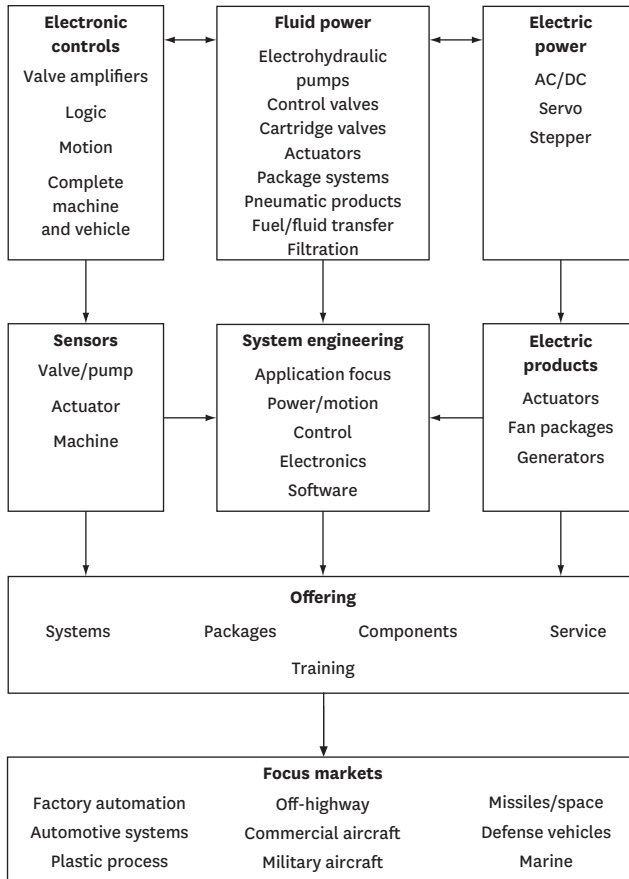 Electronic
controls
Valve amplifiers
Logic
Motion
Complete
machine
and vehicle
Fluid power
Electrohydraulic
pumps
Control valves
Cartridge valves
Actuators
Package systems
Pneumatic products
Fuel/fluid transfer
Filtration
Electric
power
AC/DC
Servo
Stepper
Sensors
Valve/pump
Actuator
Machine
System engineering
Application focus
Power/motion
Control
Electronics
Software
Electric
products
Actuators
Fan packages
Generators
Offering
Systems Packages Components Service
Training
Focus markets
Factory automation Off-highway Missiles/space
Automotive systems Commercial aircraft Defense vehicles
Plastic process Military aircraft Marine